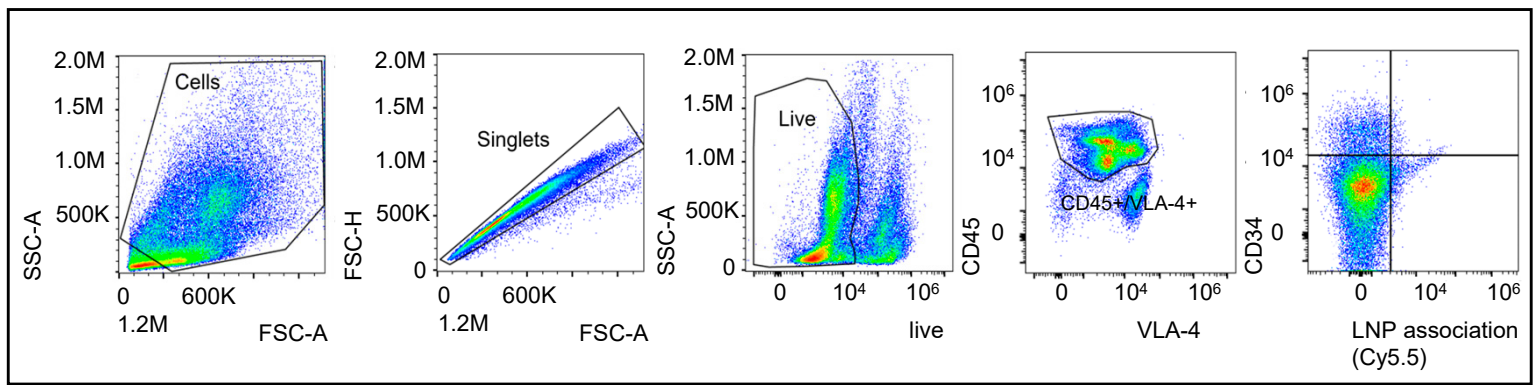 2.0M
1.5M
1.0M
500K
SSC-A
Cells
0 600K
1.2M
FSC-A
2.0M
1.5M
1.0M
500K
0
FSC-H
Singlets
0 600K
1.2M
FSC-A
2.0M
1.5M
1.0M
500K
0
SSC-A
Live
0 10⁴ 10⁶
live
10⁶
10⁴
0
CD45
CD45+/VLA-4+
0 10⁴ 10⁶
VLA-4
10⁶
10⁴
0
CD34
0 10⁴ 10⁶
LNP association
(Cy5.5)